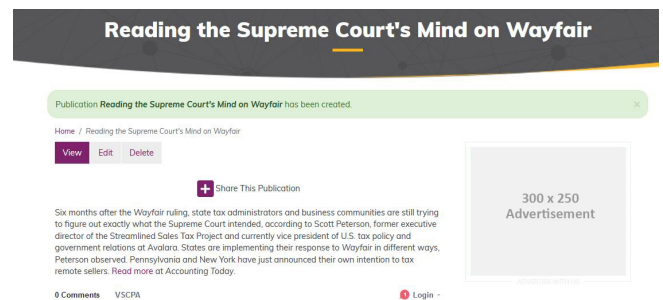 Reading the Supreme Court's Mind on Wayfair
Publication Reading the Supreme Court's Mind on Wayfair has been created.
Home / Reading the Supreme Court's Mind on Wayfair
View Edit Delete
Share This Publication
Six months after the Wayfair ruling, state tax administrators and business communities are still trying
to figure out exactly what the Supreme Court intended, according to Scott Peterson, former executive
director of the Streamlined Sales Tax Project and currently vice president of U.S. tax policy and
government relations at Avalara. States are implementing their response to Wayfair in different ways,
Peterson observed. Pennsylvania and New York have just announced their own intention to tax
remote sellers. Read more at Accounting Today.
300 x 250
Advertisement
ADVERTISE WITH US
0 Comments VSCPA
1 Login